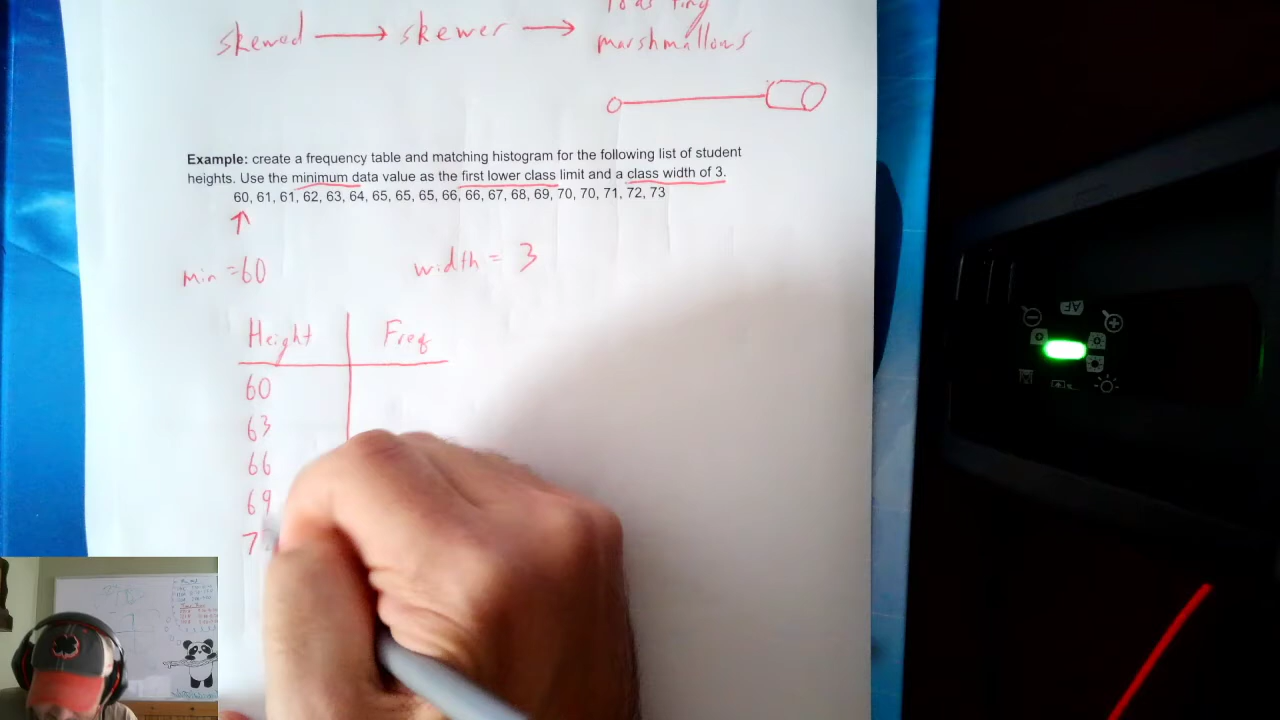 skewed → skewer →
marshmallows
Example: create a frequency table and matching histogram for the following list of student
heights. Use the minimum data value as the first lower class limit and a class width of 3.
60, 61, 61, 62, 63, 64, 65, 65, 65, 66, 66, 67, 68, 69, 70, 70, 71, 72, 73
Min = 60
width = 3
Height Freq
60
63
66
69
7
AF